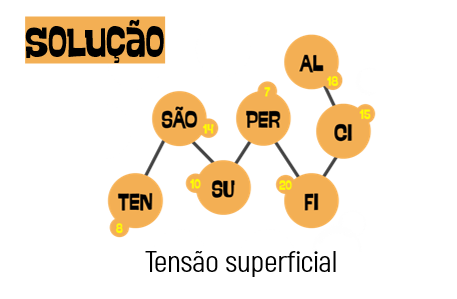 SOLUÇÃO
AL
18
7
SÃO
14
PER
15
CI
10
SU
20
FI
TEN
8
Tensão superficial